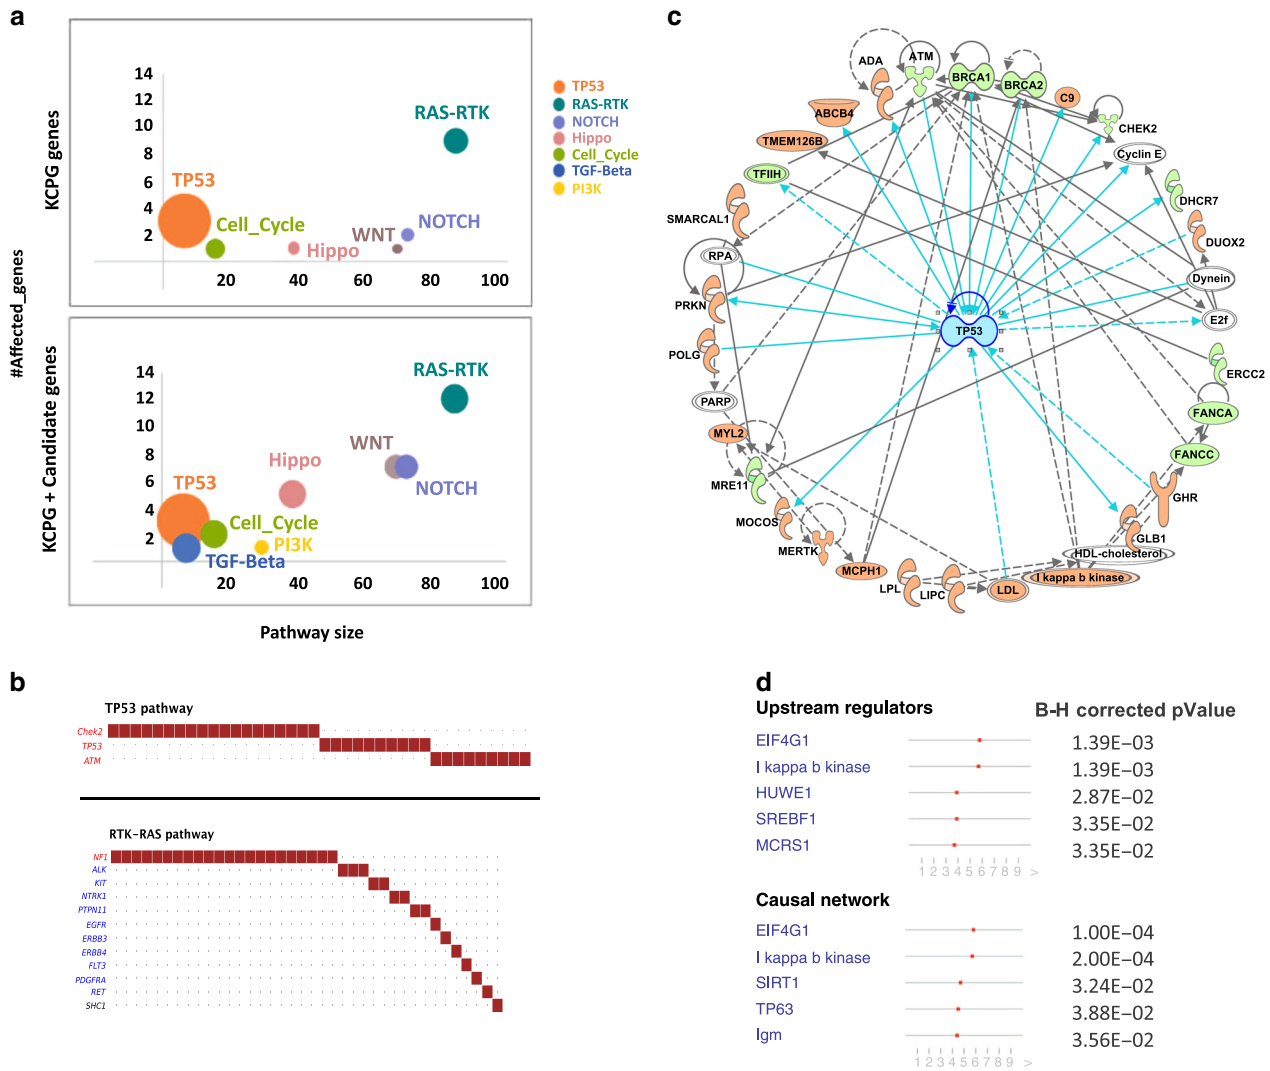 a
#Affected_genes
KCPG genes
14
12
10
8
6
4
2
20
40
60
80
100
TP53
Cell_Cycle
Hippo
WNT
NOTCH
RAS-RTK
TP53
RAS-RTK
NOTCH
Hippo
Cell_Cycle
TGF-Beta
PI3K
KCPG + Candidate genes
14
12
10
8
6
4
2
20
40
60
80
100
RAS-RTK
WNT
NOTCH
Hippo
TP53
Cell_Cycle
PI3K
TGF-Beta
Pathway size
b
TP53 pathway
Chek2
TP53
ATM
RTK-RAS pathway
NF1
ALK
KIT
NTRK1
PTPN11
EGFR
ERBB3
ERBB4
FLT3
PDGFRA
RET
SHC1
c
ADA
ATM
BRCA1
BRCA2
C9
CHEK2
Cyclin E
DHCR7
DUOX2
Dynein
E2f
ERCC2
FANCA
FANCC
GHR
GLB1
HDL-cholesterol
I kappa b kinase
LDL
LIPC
LPL
MCPH1
MERTK
MOCOS
MRE11
MYL2
PARP
POLG
PRKN
RPA
SMARCAL1
TFIIH
TMEM126B
ABCB4
TP53
d
Upstream regulators B-H corrected pValue
EIF4G1 1.39E−03
I kappa b kinase 1.39E−03
HUWE1 2.87E−02
SREBF1 3.35E−02
MCRS1 3.35E−02
1 2 3 4 5 6 7 8 9 >
Causal network
EIF4G1 1.00E−04
I kappa b kinase 2.00E−04
SIRT1 3.24E−02
TP63 3.88E−02
Igm 3.56E−02
1 2 3 4 5 6 7 8 9 >